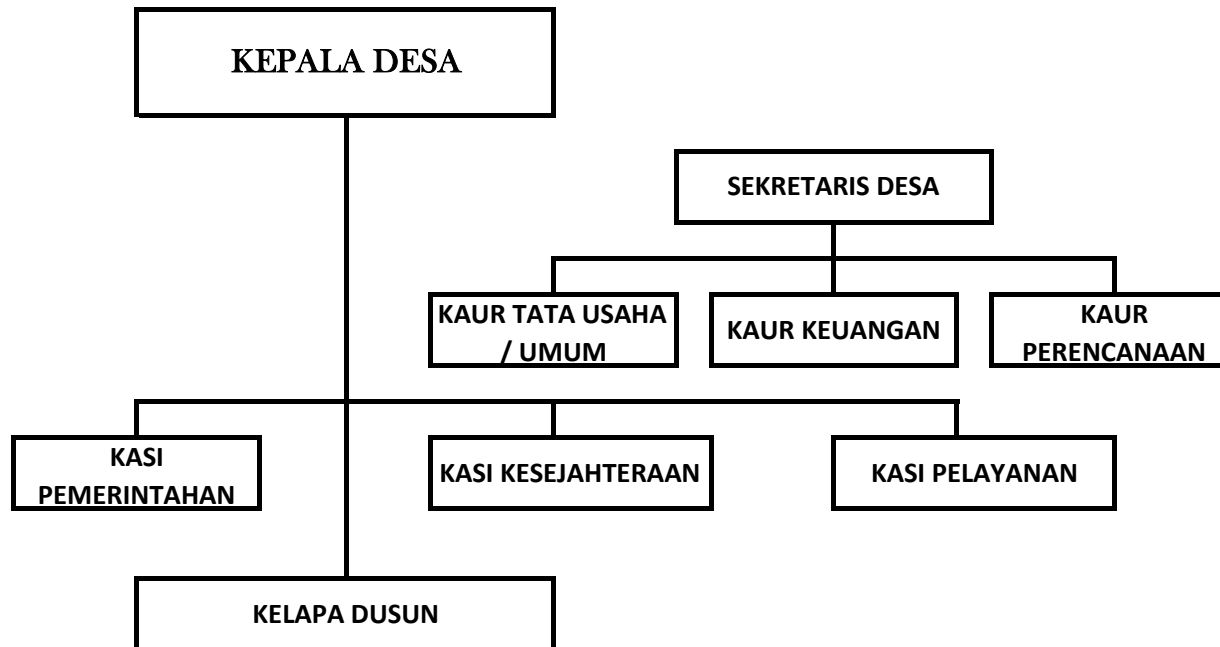 KEPALA DESA
SEKRETARIS DESA
KAUR TATA USAHA
/ UMUM
KAUR KEUANGAN
KAUR
PERENCANAAN
KASI
PEMERINTAHAN
KASI KESEJAHTERAAN
KASI PELAYANAN
KELAPA DUSUN